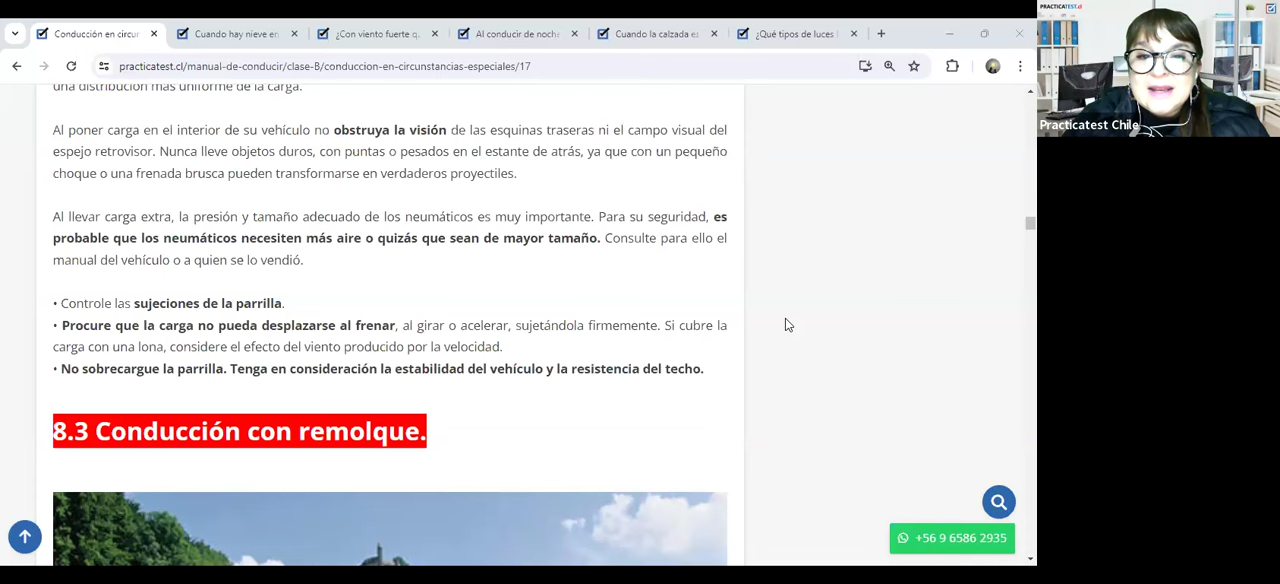 Conducción en circur
Cuando hay nieve en
¿Con viento fuerte q
Al conducir de noche
Cuando la calzada es
¿Qué tipos de luces l
practicatest.cl/manual-de-conducir/clase-B/conduccion-en-circunstancias-especiales/17
PRACTICATEST.cl
Practicatest Chile
una distribución más uniforme de la carga.
Al poner carga en el interior de su vehículo no obstruya la visión de las esquinas traseras ni el campo visual del
espejo retrovisor. Nunca lleve objetos duros, con puntas o pesados en el estante de atrás, ya que con un pequeño
choque o una frenada brusca pueden transformarse en verdaderos proyectiles.
Al llevar carga extra, la presión y tamaño adecuado de los neumáticos es muy importante. Para su seguridad, es
probable que los neumáticos necesiten más aire o quizás que sean de mayor tamaño. Consulte para ello el
manual del vehículo o a quien se lo vendió.
• Controle las sujeciones de la parrilla.
• Procure que la carga no pueda desplazarse al frenar, al girar o acelerar, sujetándola firmemente. Si cubre la
carga con una lona, considere el efecto del viento producido por la velocidad.
• No sobrecargue la parrilla. Tenga en consideración la estabilidad del vehículo y la resistencia del techo.
8.3 Conducción con remolque.
+56 9 6586 2935